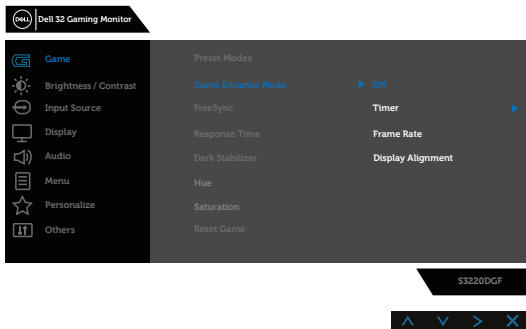 DELL
Dell 32 Gaming Monitor
Game
Brightness / Contrast
Input Source
Display
Audio
Menu
Personalize
Others
Preset Modes
Game Enhance Mode
FreeSync
Response Time
Dark Stabilizer
Hue
Saturation
Reset Game
Off
Timer
Frame Rate
Display Alignment
S3220DGF